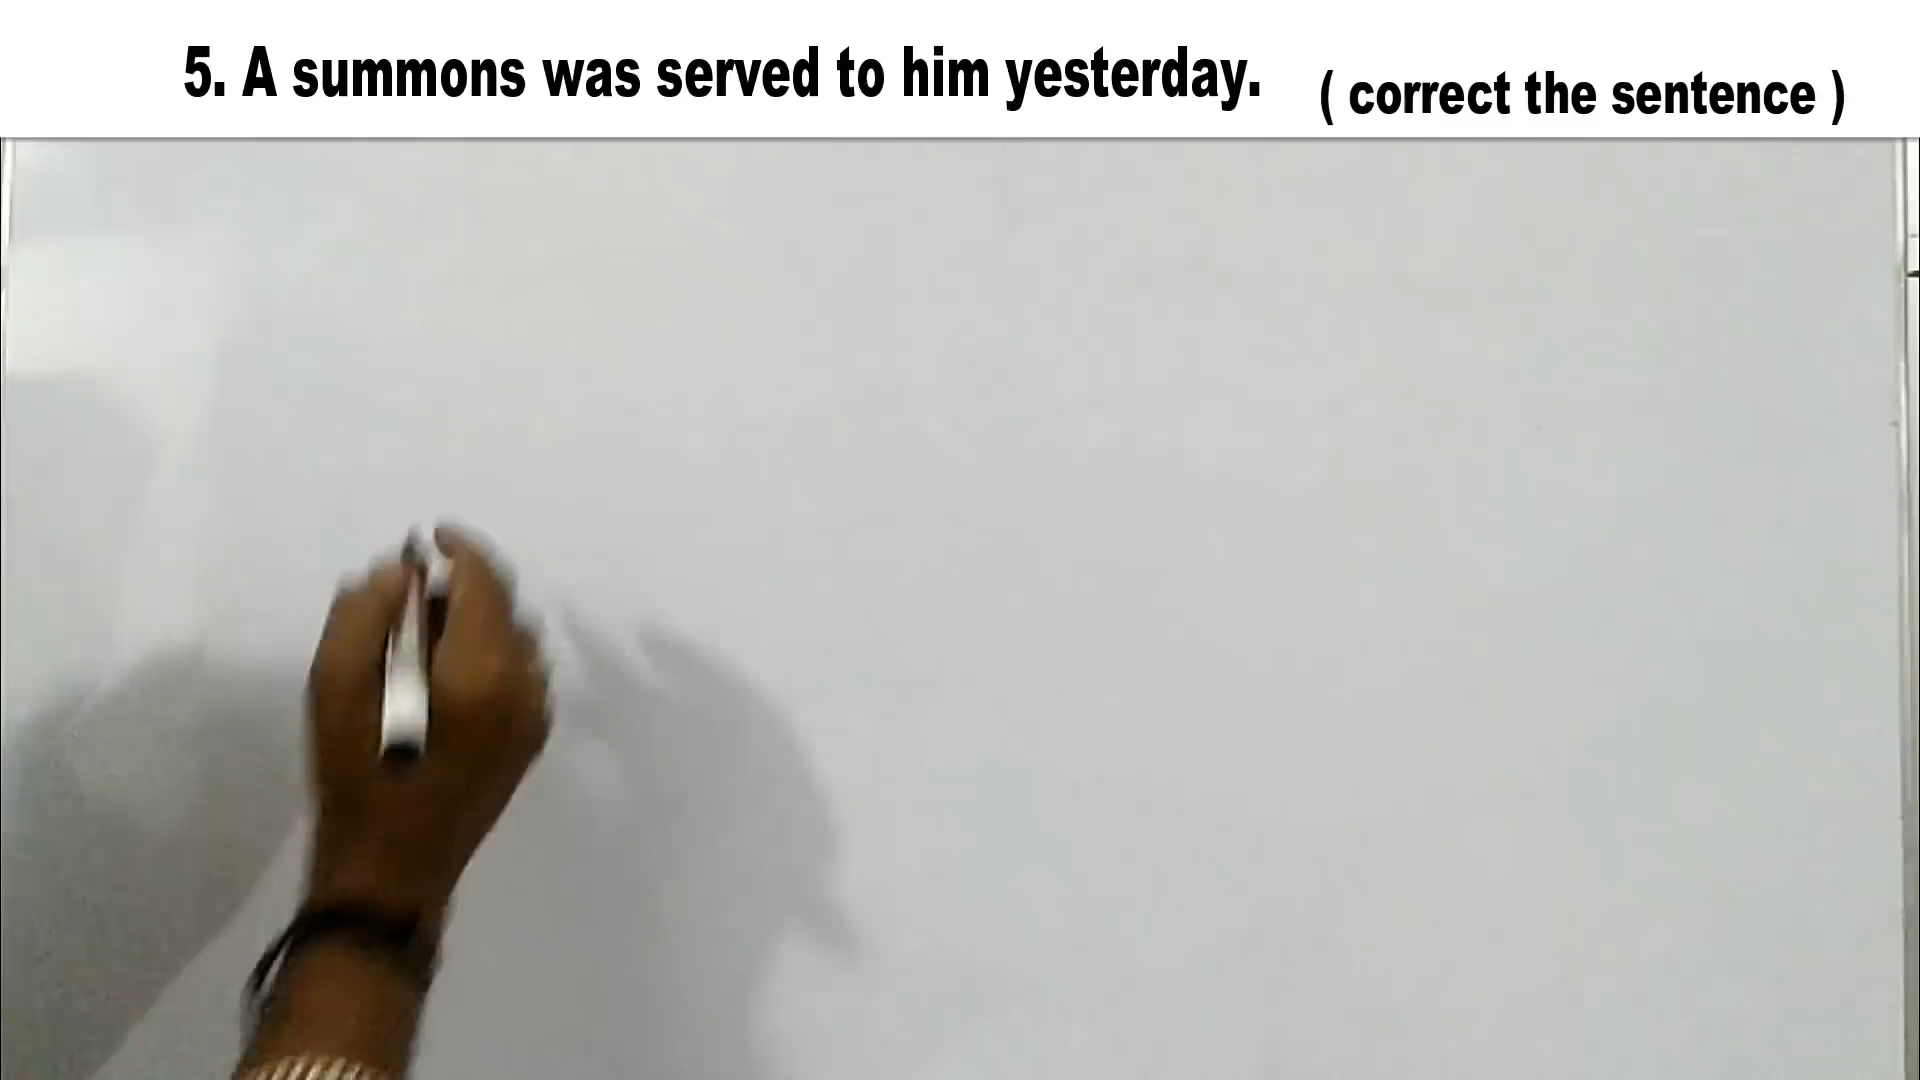 5. A summons was served to him yesterday. ( correct the sentence )